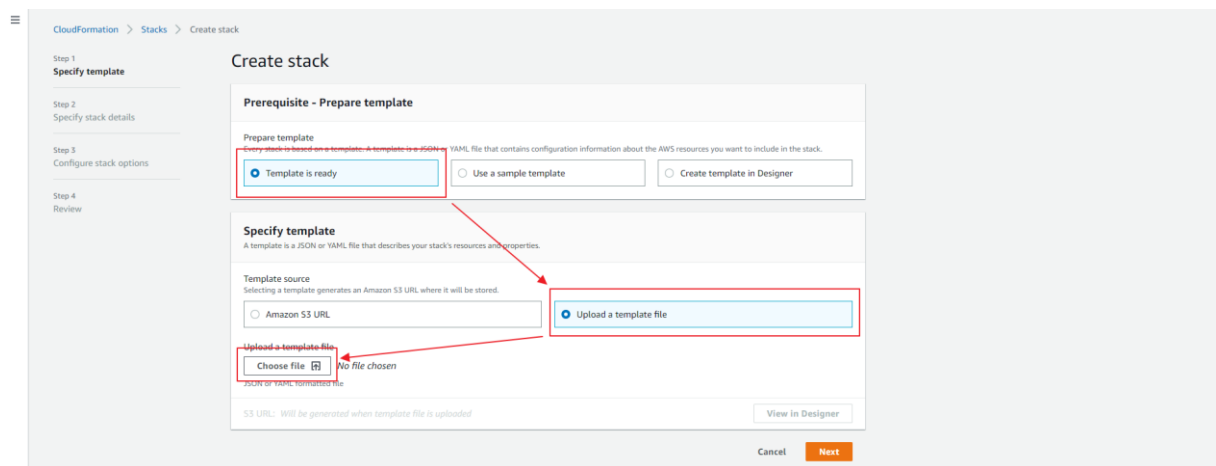 CloudFormation > Stacks > Create stack
Step 1
Specify template
Step 2
Specify stack details
Step 3
Configure stack options
Step 4
Review
Create stack
Prerequisite - Prepare template
Prepare template
Every stack is based on a template. A template is a JSON or YAML file that contains configuration information about the AWS resources you want to include in the stack.
Template is ready
Use a sample template
Create template in Designer
Specify template
A template is a JSON or YAML file that describes your stack's resources and properties.
Template source
Selecting a template generates an Amazon S3 URL where it will be stored.
Amazon S3 URL
Upload a template file
Upload a template file
Choose file No file chosen
JSON or YAML formatted file
S3 URL: Will be generated when template file is uploaded
View in Designer
Cancel
Next